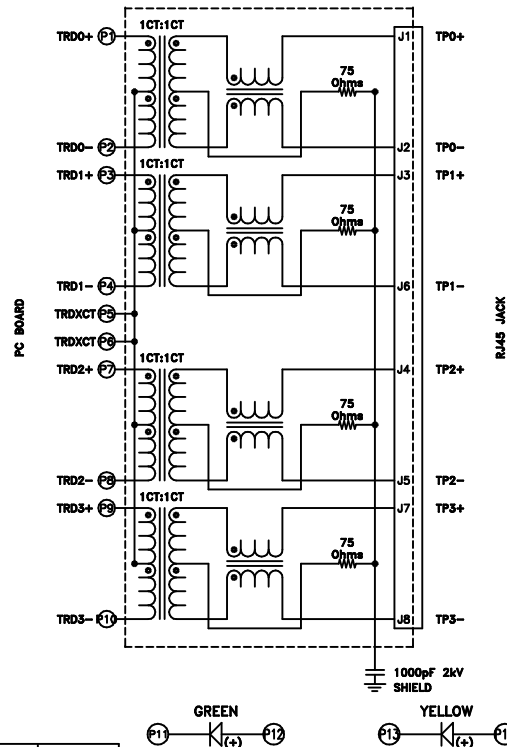 1CT:1CT
TRD0+ P1 J1 TP0+
75
Ohms
TRD0- P2 J2 TP0-
1CT:1CT
TRD1+ P3 J3 TP1+
75
Ohms
TRD1- P4 J6 TP1-
TRDXCT P5
TRDXCT P6
PC BOARD
RJ45 JACK
1CT:1CT
TRD2+ P7 J4 TP2+
75
Ohms
TRD2- P8 J5 TP2-
1CT:1CT
TRD3+ P9 J7 TP3+
75
Ohms
TRD3- P10 J8 TP3-
1000pF 2kV
SHIELD
GREEN
P11 (+) P12
YELLOW
P13 (+)